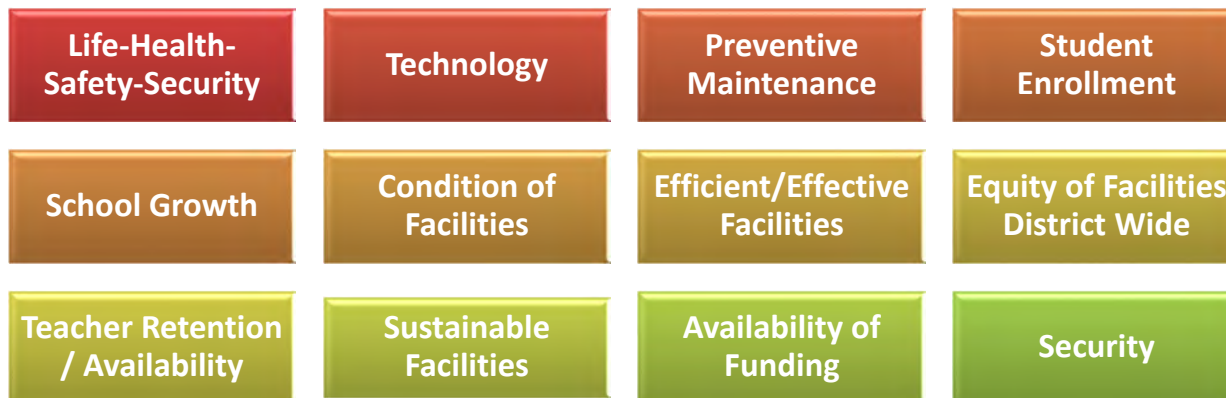 Life-Health-
Safety-Security
Technology
Preventive
Maintenance
Student
Enrollment
School Growth
Condition of
Facilities
Efficient/Effective
Facilities
Equity of Facilities
District Wide
Teacher Retention
/ Availability
Sustainable
Facilities
Availability of
Funding
Security